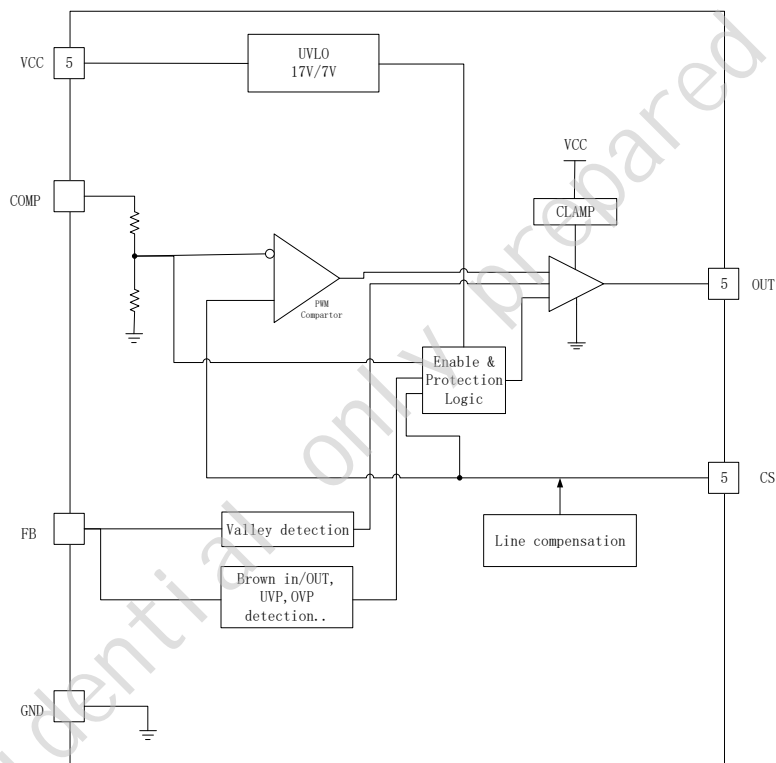 UVLO
17V/7V
VCC
5
VCC
COMP
CLAMP
PWM
Compartor
5
OUT
Enable &
Protection
Logic
5
CS
FB
Valley detection
Line compensation
Brown in/OUT,
UVP,OVP
detection..
GND
dential only prepared